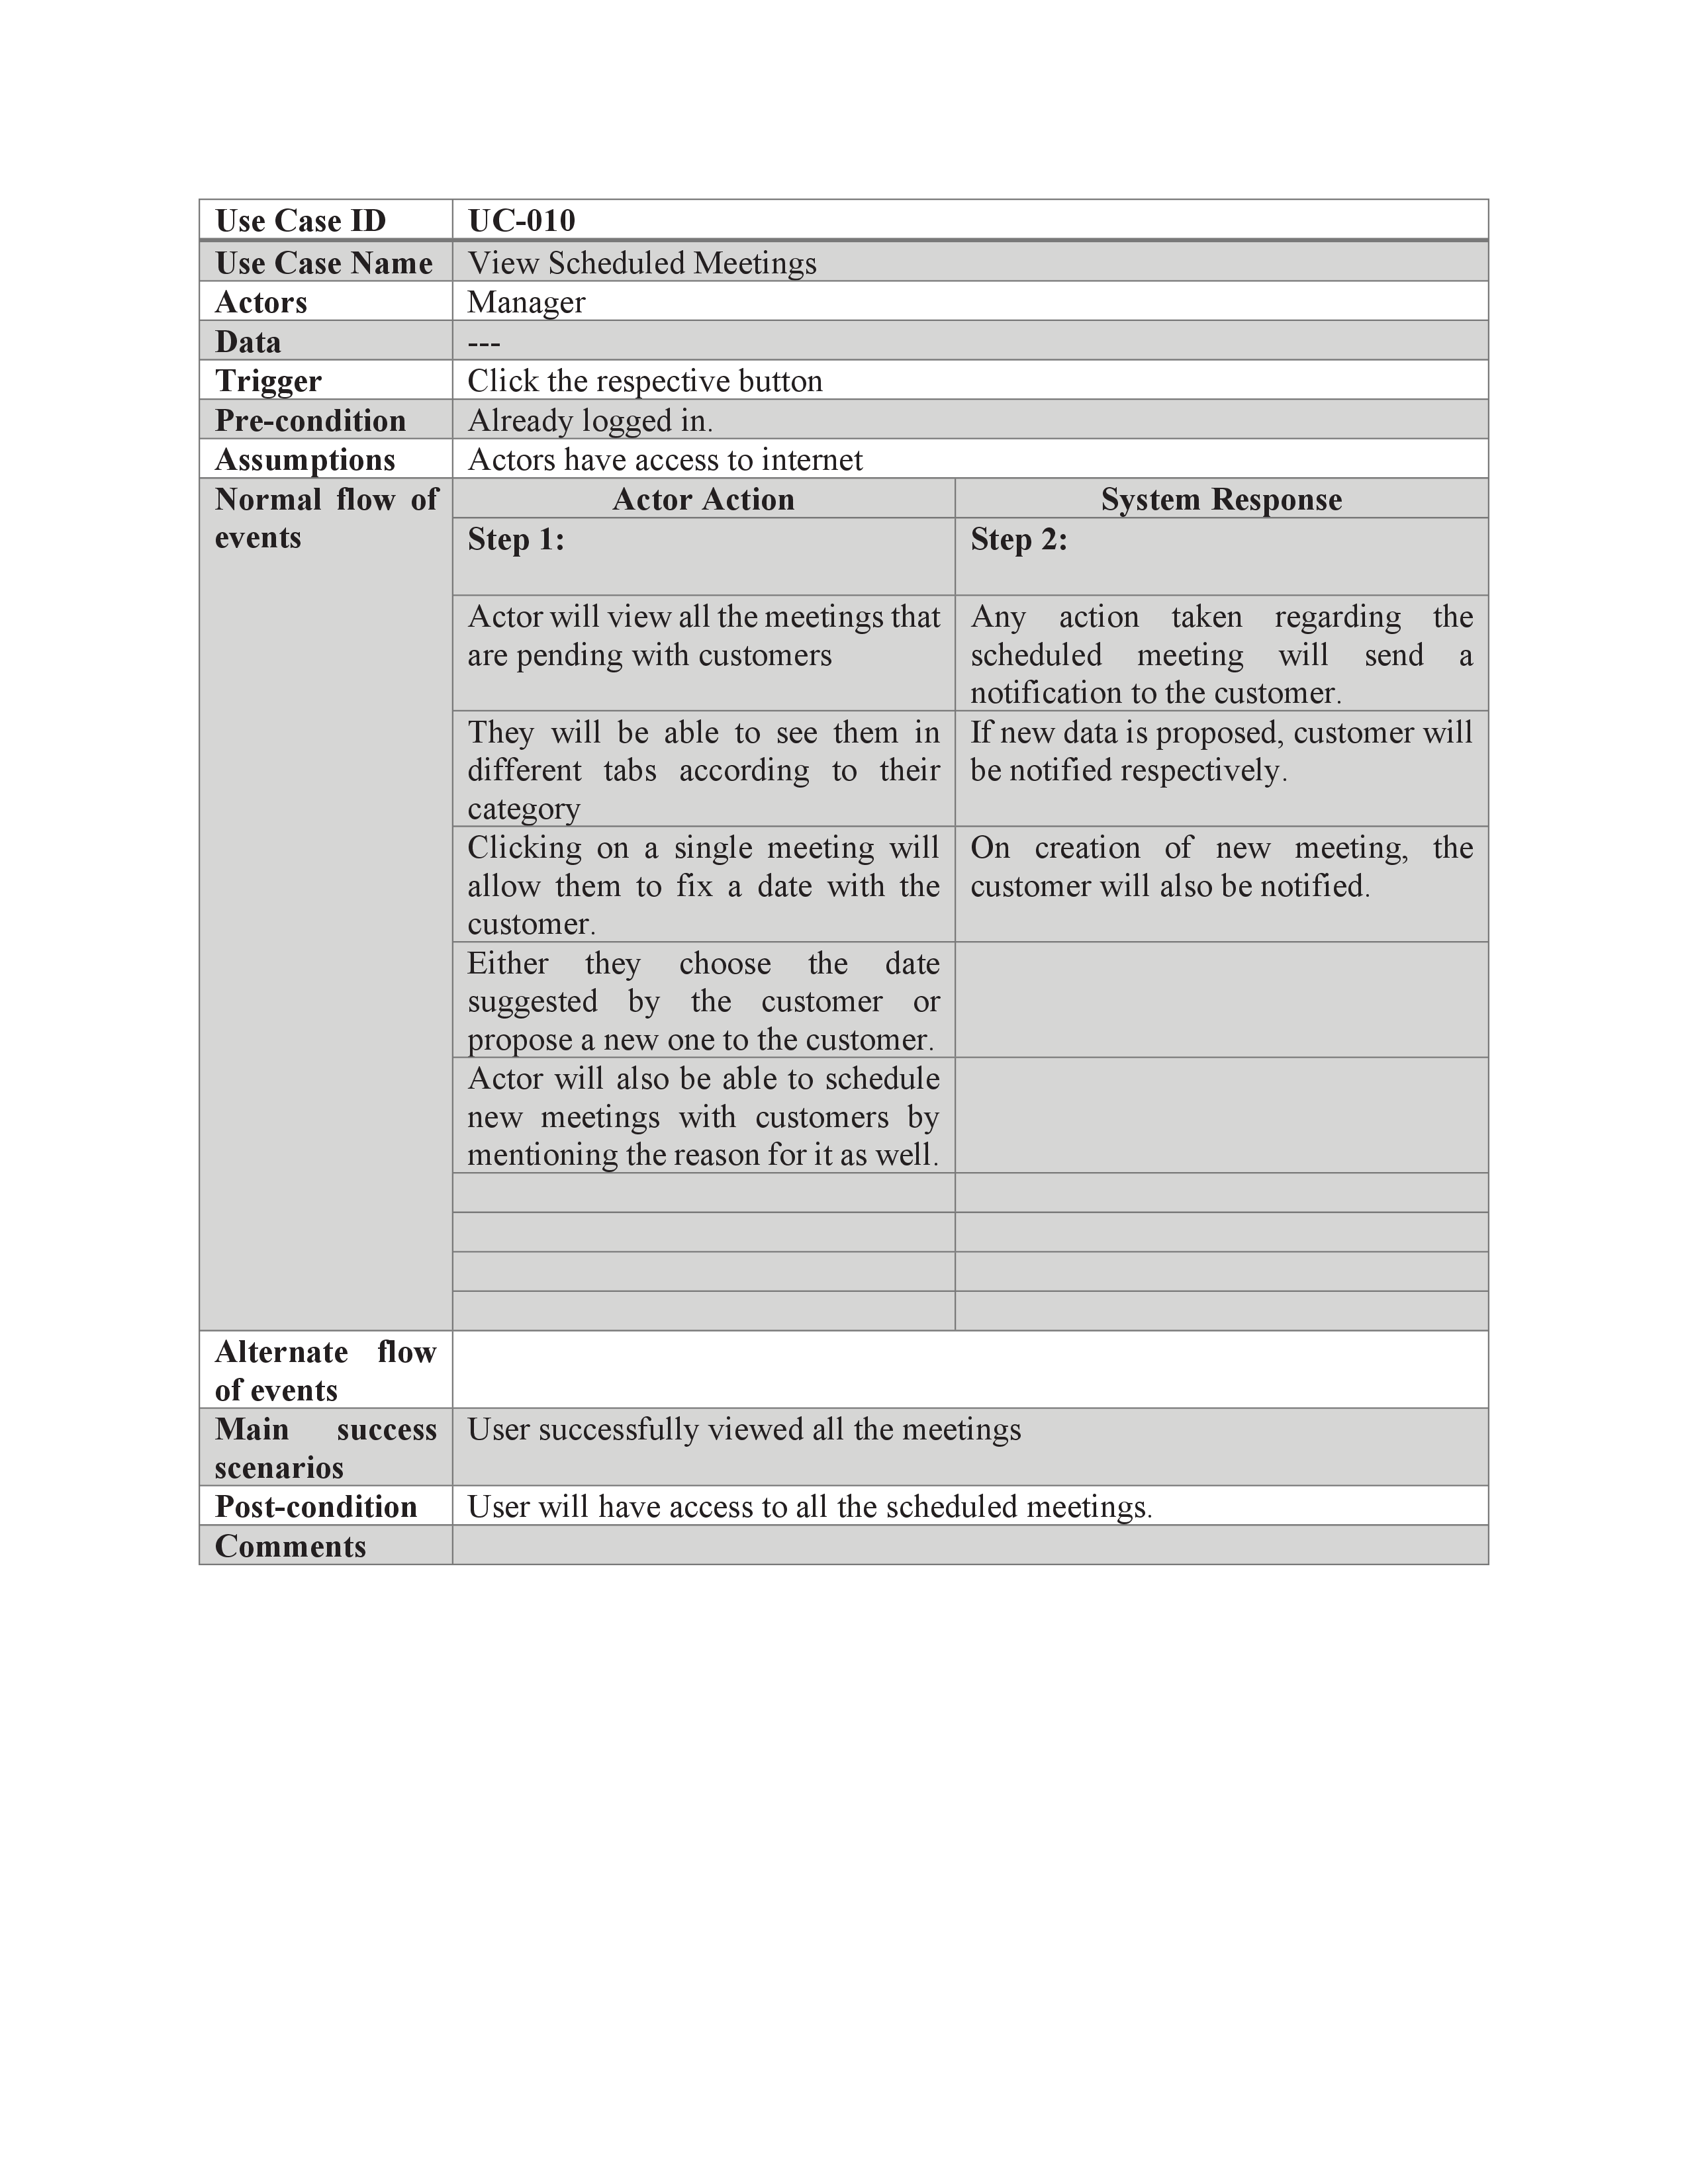 Use Case ID UC-010
Use Case Name View Scheduled Meetings
Actors Manager
Data ---
Trigger Click the respective button
Pre-condition Already logged in.
Assumptions Actors have access to internet
Normal flow of events
Actor Action System Response
Step 1: Step 2:
Actor will view all the meetings that
are pending with customers
Any action taken regarding the
scheduled meeting will send a
notification to the customer.
They will be able to see them in
different tabs according to their
category
If new data is proposed, customer will
be notified respectively.
Clicking on a single meeting will
allow them to fix a date with the
customer.
On creation of new meeting, the
customer will also be notified.
Either they choose the date
suggested by the customer or
propose a new one to the customer.
Actor will also be able to schedule
new meetings with customers by
mentioning the reason for it as well.
Alternate flow
of events
Main success
scenarios
User successfully viewed all the meetings
Post-condition User will have access to all the scheduled meetings.
Comments